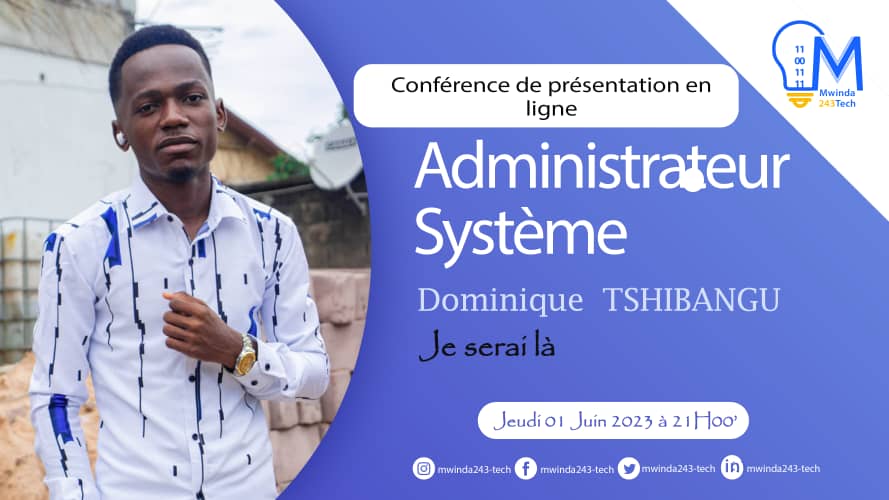 11
00
11
11
M
Mwinda
243Tech
Conférence de présentation en
ligne
Administrateur
Système
Dominique TSHIBANGU
Je serai là
Jeudi 01 Juin 2023 à 21H00’
mwinda243-tech mwinda243-tech mwinda243-tech in mwinda243-tech